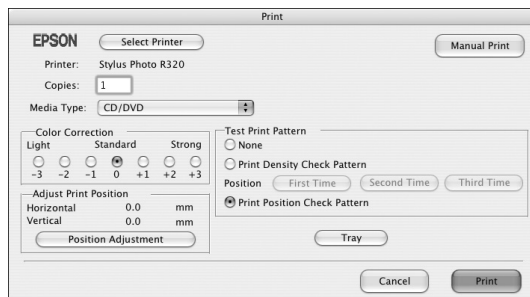 Print
EPSON
Select Printer
Manual Print
Printer: Stylus Photo R320
Copies: 1
Media Type: CD/DVD
Color Correction
Light Standard Strong
-3 -2 -1 0 +1 +2 +3
Adjust Print Position
Horizontal 0.0 mm
Vertical 0.0 mm
Position Adjustment
Test Print Pattern
None
Print Density Check Pattern
Position First Time Second Time Third Time
Print Position Check Pattern
Tray
Cancel Print